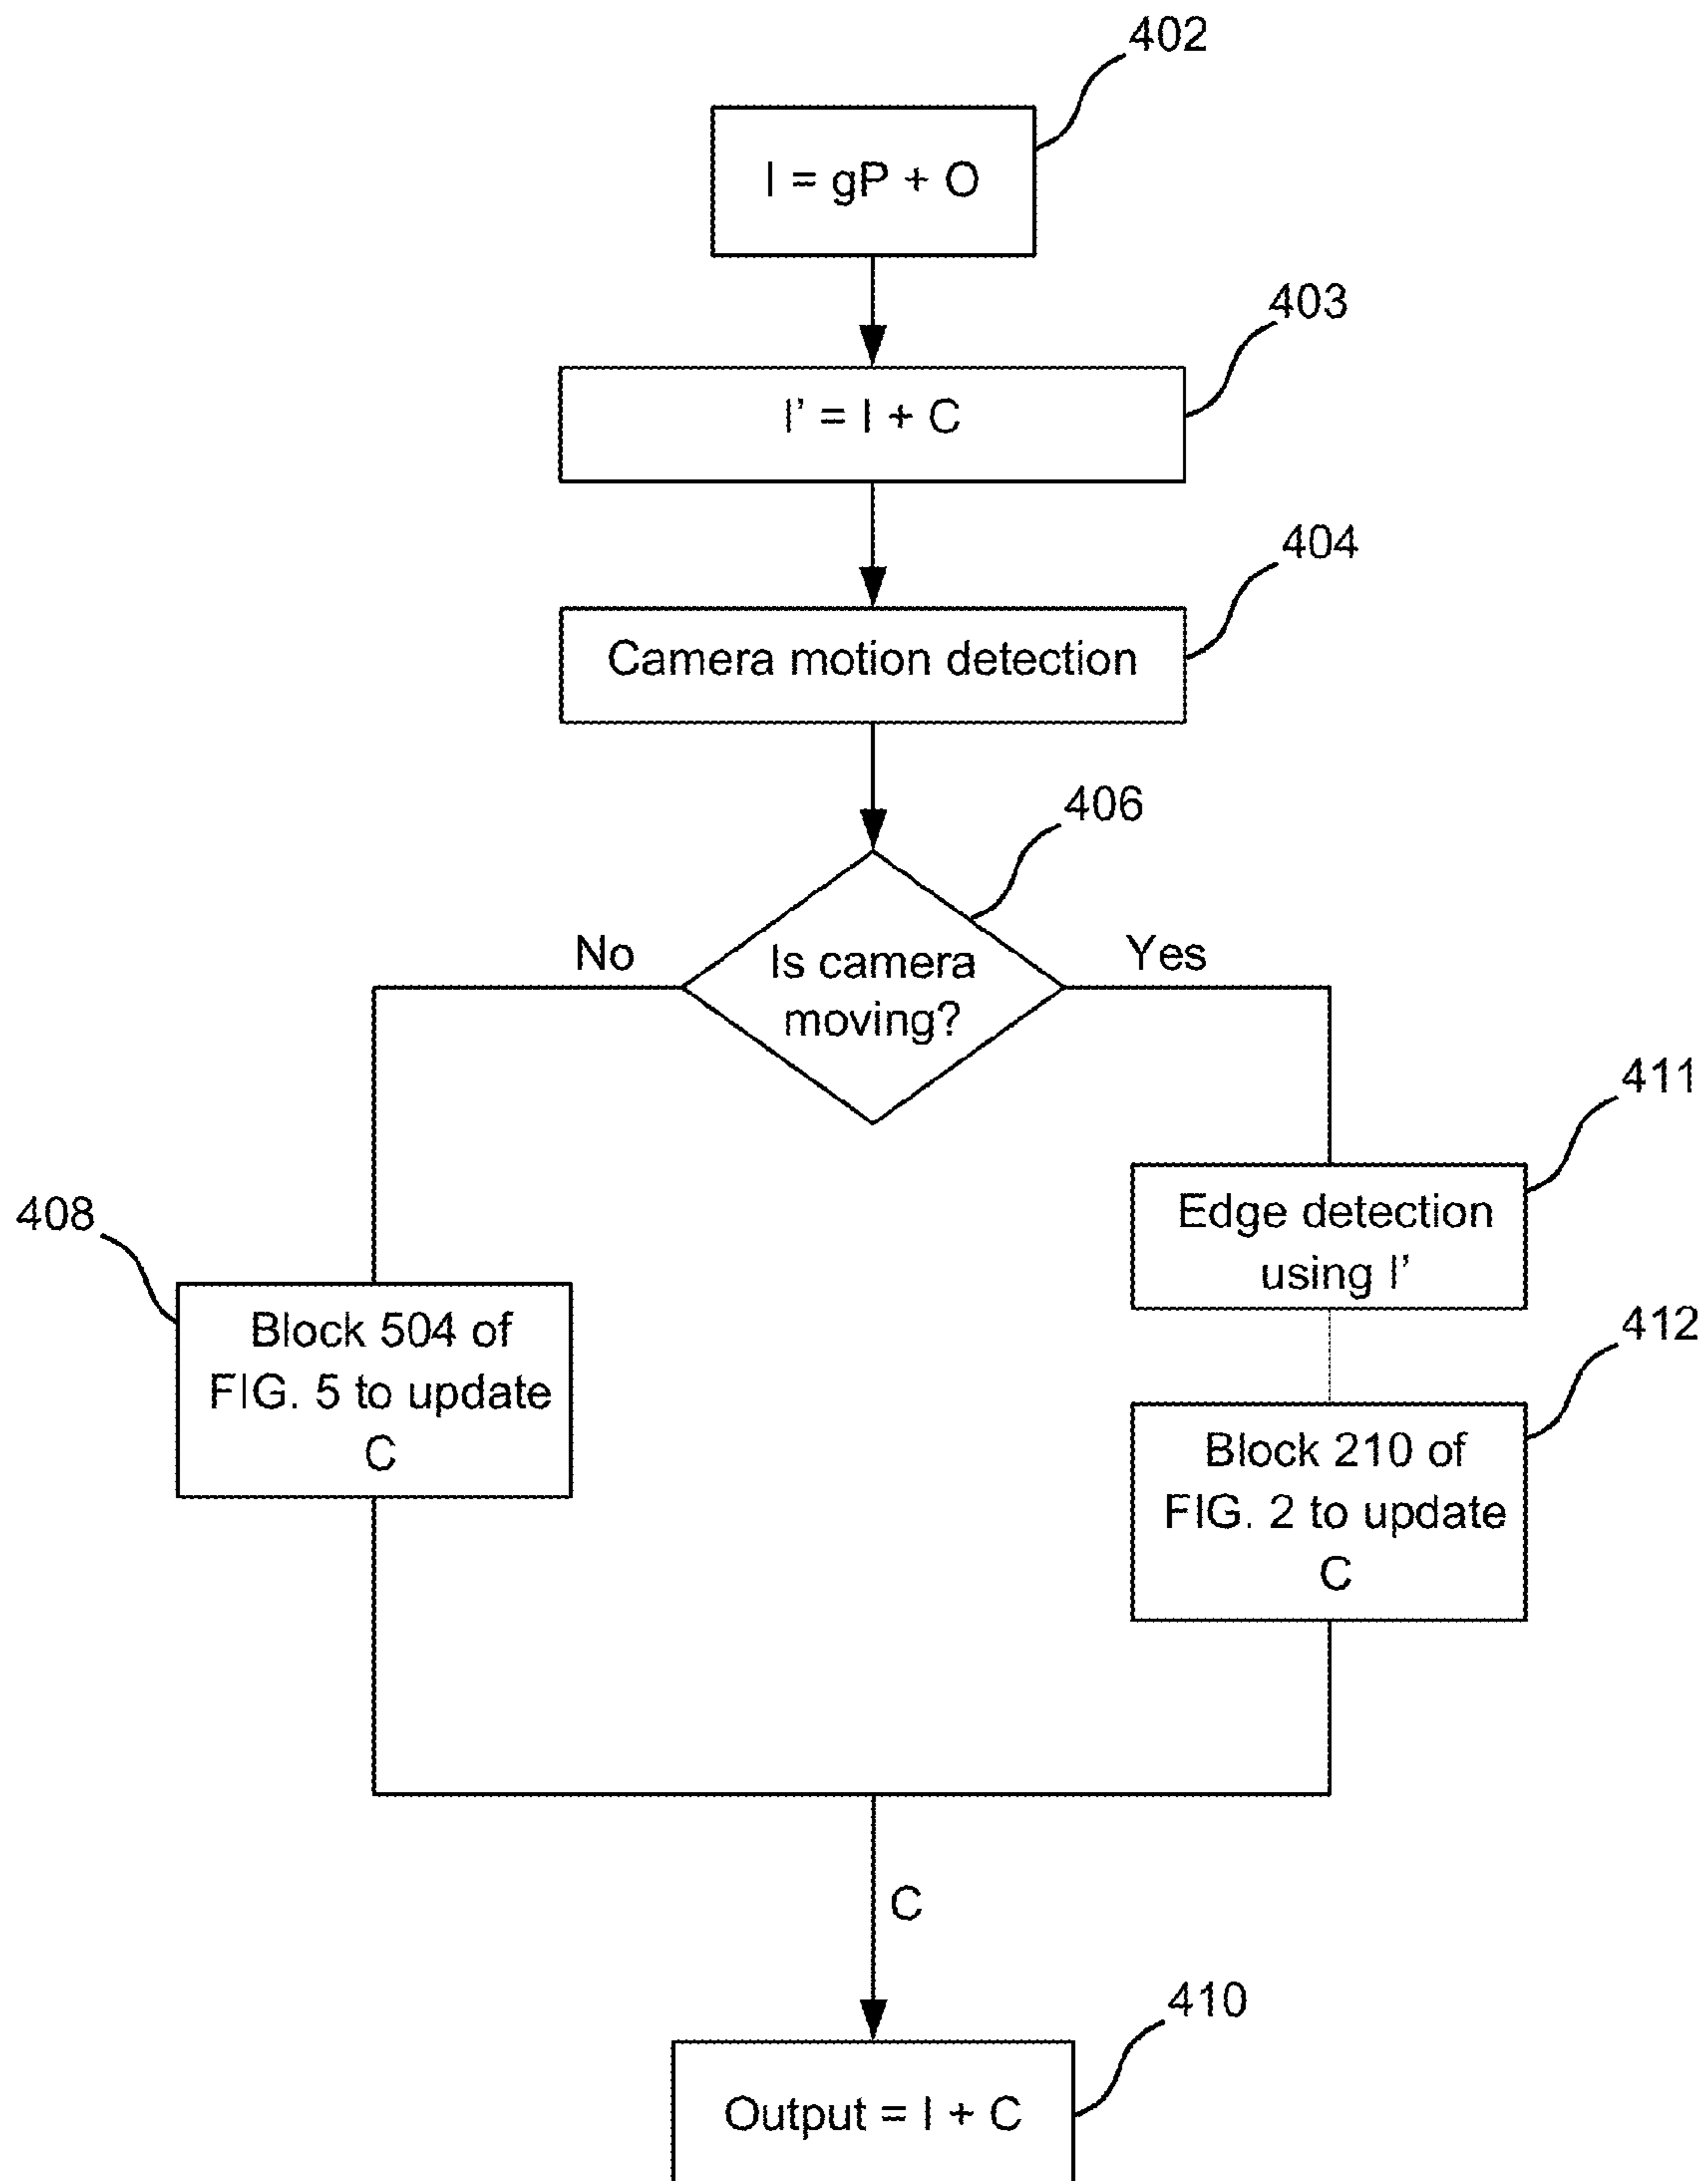 402
I = gP + O
403
I' = I + C
404
Camera motion detection
406
No
Is camera
moving?
Yes
411
Edge detection
using I'
408
Block 504 of
FIG. 5 to update
C
412
Block 210 of
FIG. 2 to update
C
C
410
Output = I + C